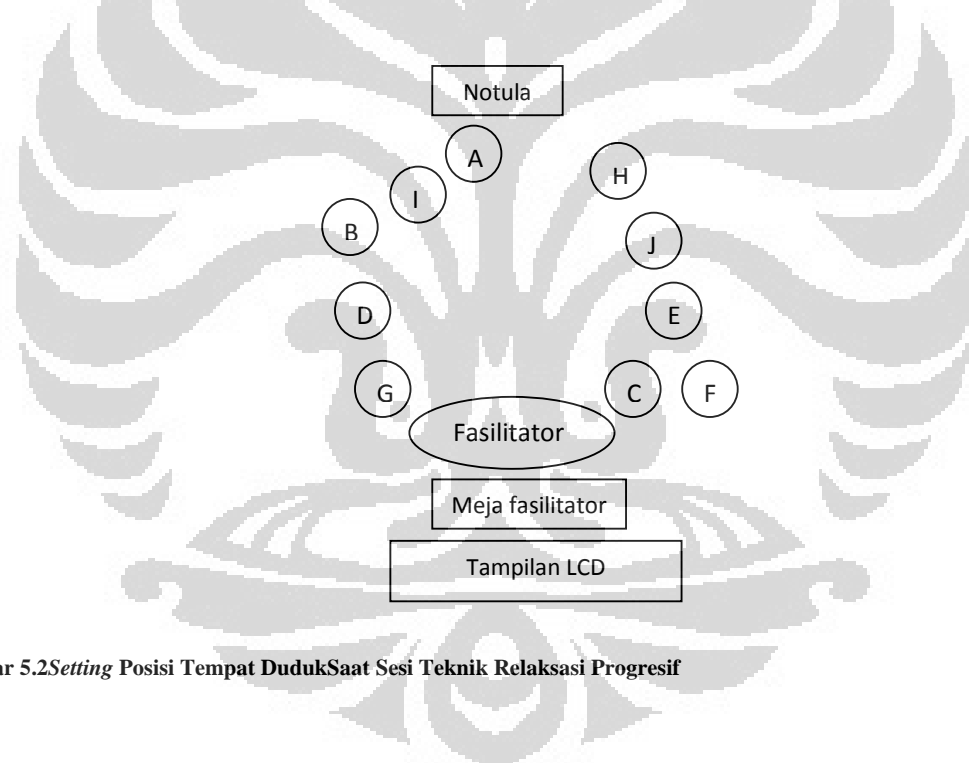 Notula
A
H
I
B
J
D
E
G
C
F
Fasilitator
Meja fasilitator
Tampilan LCD
ar 5.2Setting Posisi Tempat DudukSaat Sesi Teknik Relaksasi Progresif